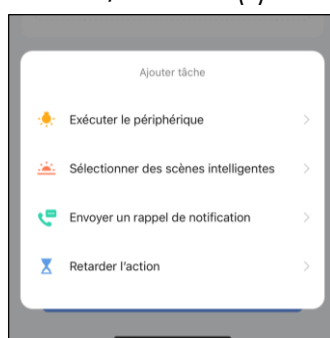 Ajouter tâche
Exécuter le périphérique
Sélectionner des scènes intelligentes
Envoyer un rappel de notification
Retarder l'action